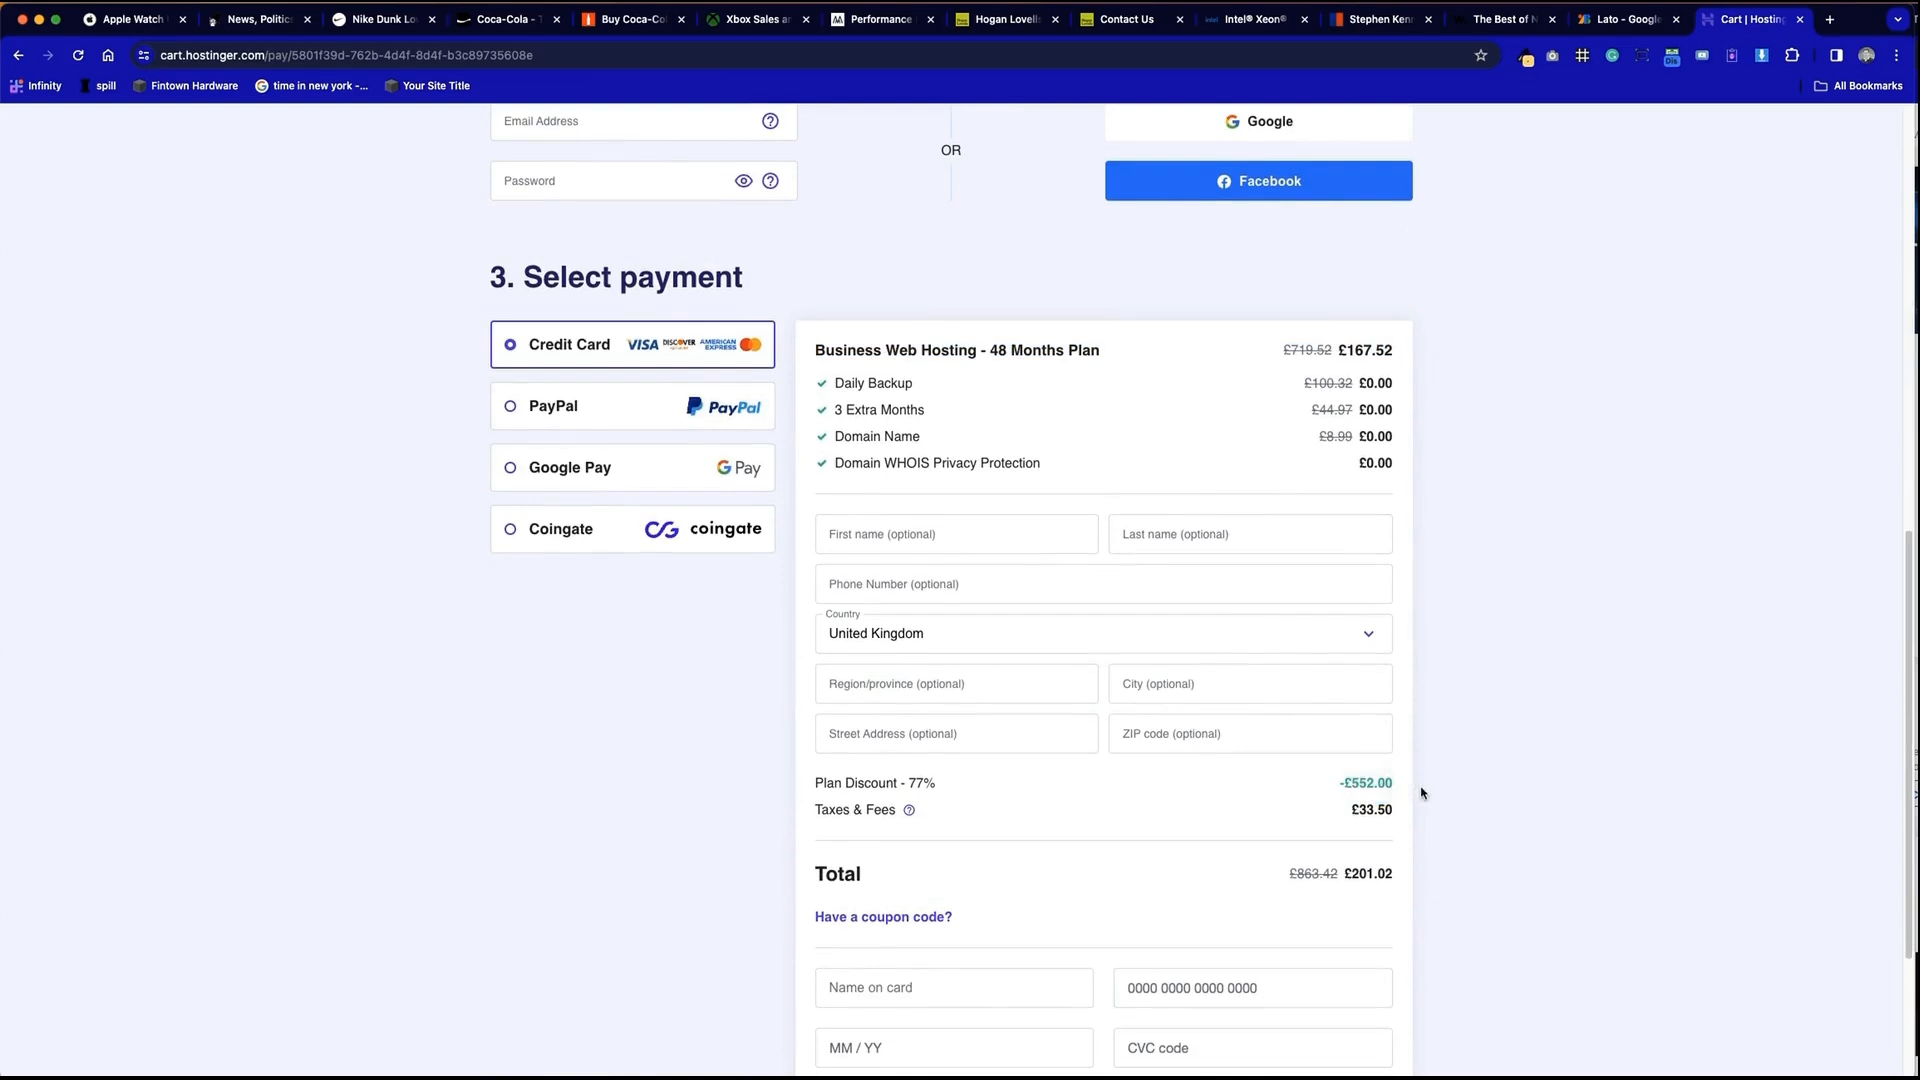 Apple Watch
News, Politics
Nike Dunk Lo
Coca-Cola - T
Buy Coca-Co
Xbox Sales an
Performance
Hogan Lovells
Contact Us
Intel® Xeon®
Stephen Kenn
The Best of N
Lato - Google
Cart | Hosting
cart.hostinger.com/pay/5801f39d-762b-4d4f-8d4f-b3c89735608e
Infinity
spill
Fintown Hardware
time in new york -...
Your Site Title
All Bookmarks
Email Address
Google
OR
Password
Facebook
3. Select payment
Credit Card VISA DISCOVER AMERICAN EXPRESS
PayPal PayPal
Google Pay G Pay
Coingate coingate
Business Web Hosting - 48 Months Plan £719.52 £167.52
Daily Backup £100.32 £0.00
3 Extra Months £44.97 £0.00
Domain Name £8.99 £0.00
Domain WHOIS Privacy Protection £0.00
First name (optional) Last name (optional)
Phone Number (optional)
Country
United Kingdom
Region/province (optional) City (optional)
Street Address (optional) ZIP code (optional)
Plan Discount - 77% -£552.00
Taxes & Fees £33.50
Total £863.42 £201.02
Have a coupon code?
Name on card 0000 0000 0000 0000
MM / YY CVC code